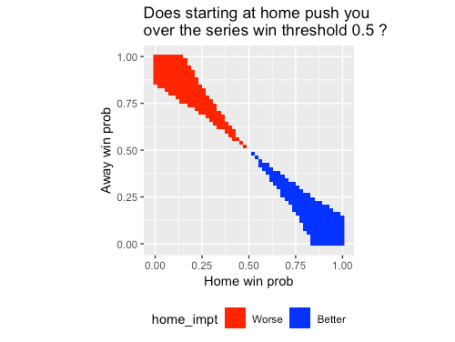 Does starting at home push you
over the series win threshold 0.5 ?
1.00
0.75
0.50
0.25
0.00
Away win prob
0.00 0.25 0.50 0.75 1.00
Home win prob
home_impt Worse Better